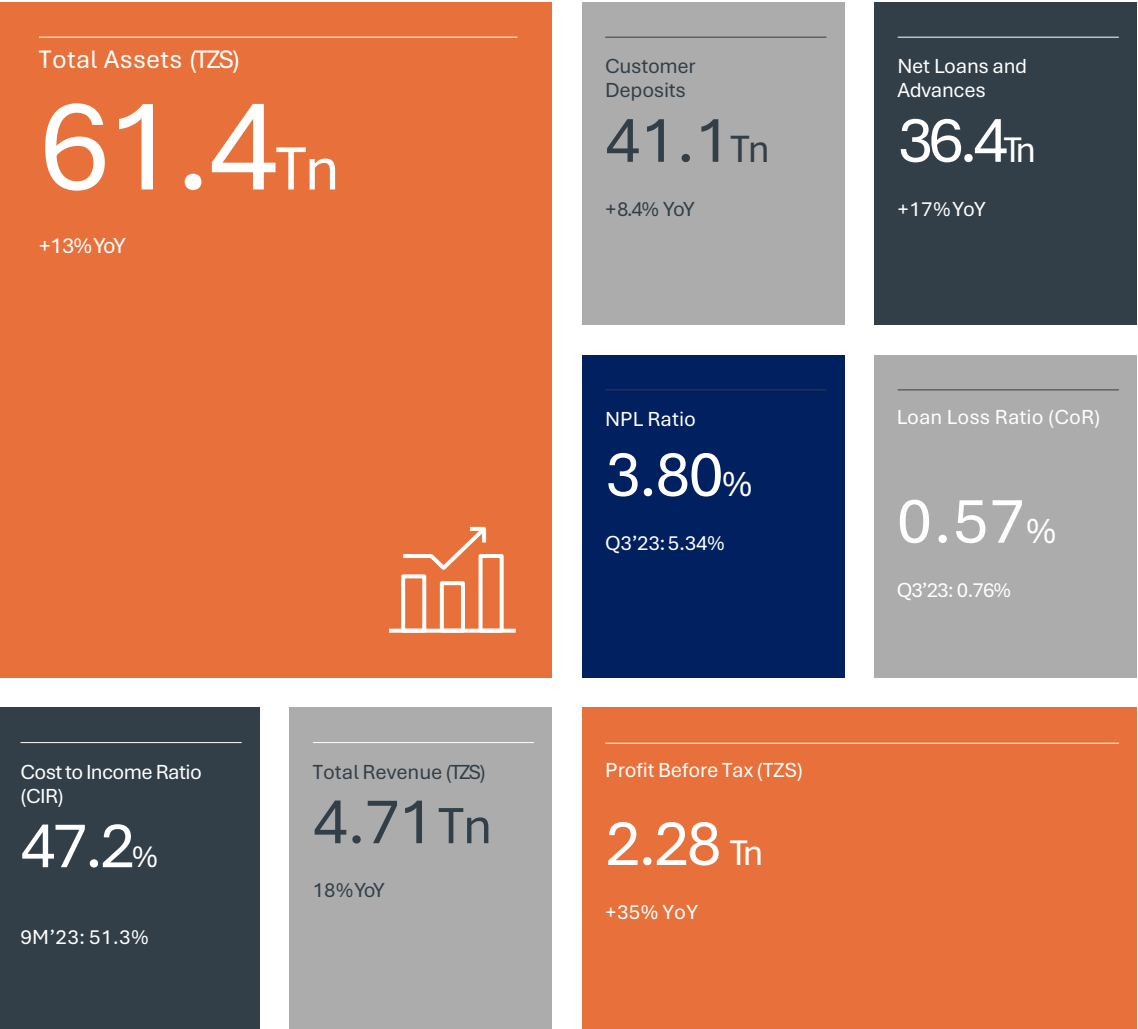 Total Assets (TZS)
61.4Tn
+13% YoY
Customer
Deposits
41.1Tn
+8.4% YoY
Net Loans and
Advances
36.4Tn
+17% YoY
NPL Ratio
3.80%
Q3’23: 5.34%
Loan Loss Ratio (CoR)
0.57%
Q3’23: 0.76%
Cost to Income Ratio
(CIR)
47.2%
9M’23: 51.3%
Total Revenue (TZS)
4.71 Tn
18% YoY
Profit Before Tax (TZS)
2.28 Tn
+35% YoY